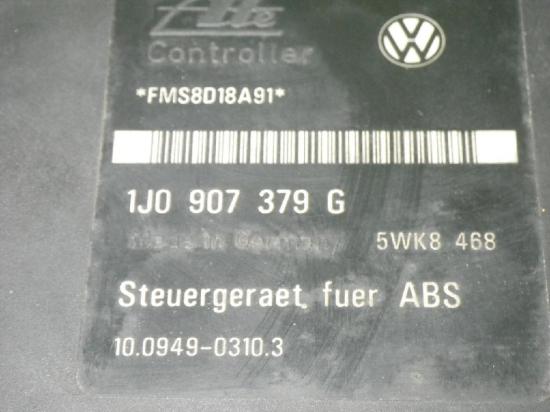 Ate
Controller
*FMS8D18A91*
1J0 907 379 G
Made in Germany 5WK8 468
Steuergeraet fuer ABS
10.0949-0310.3